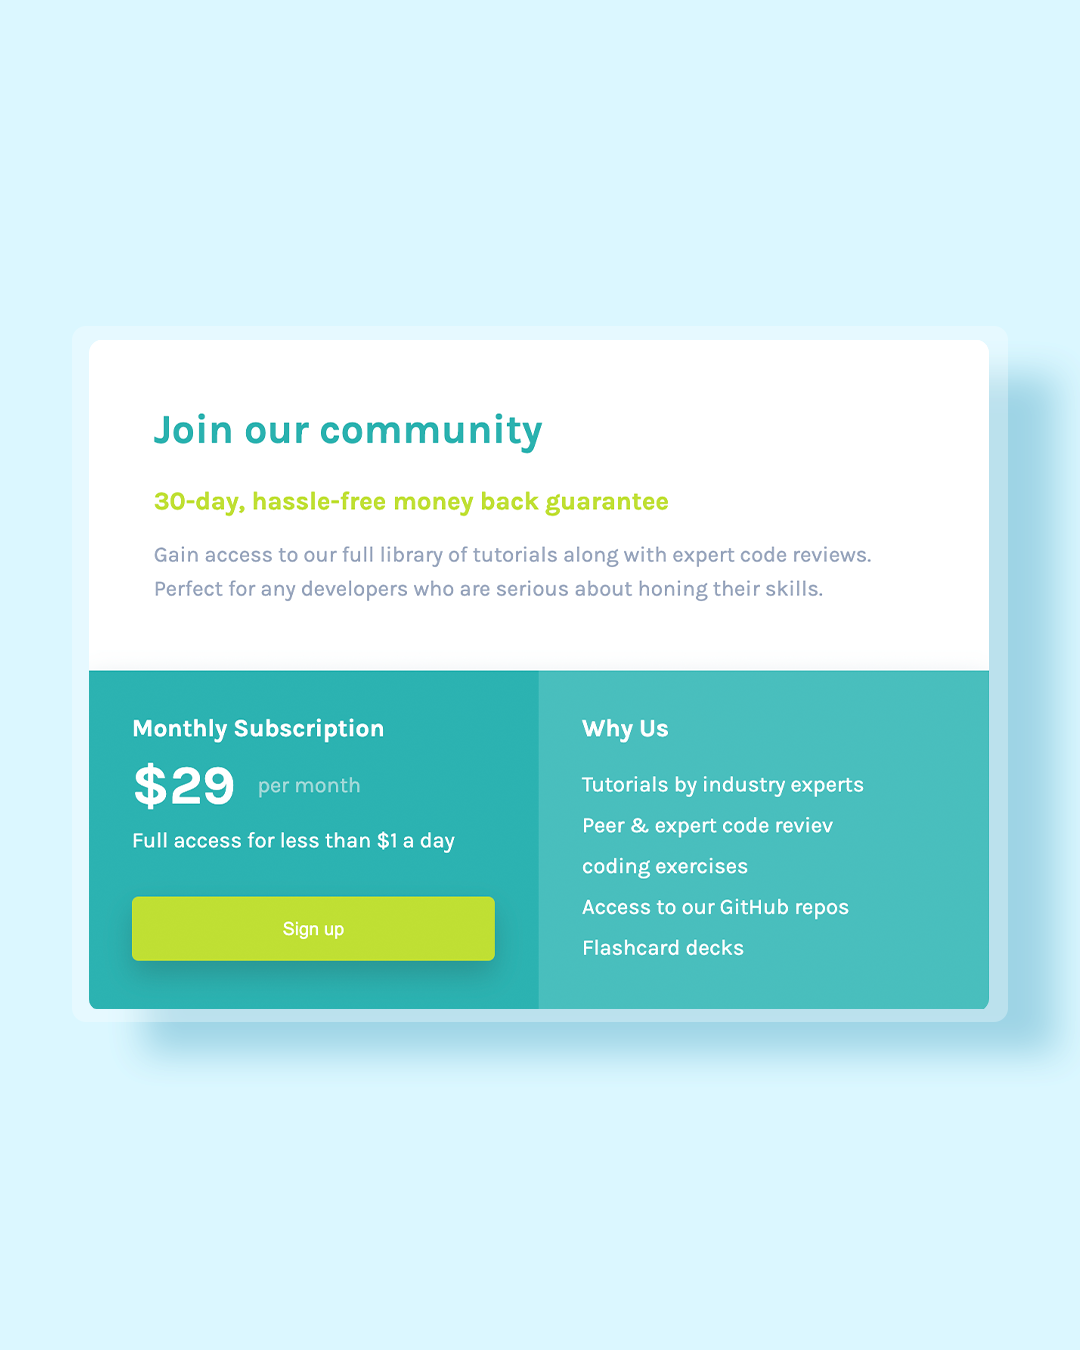 Join our community
30-day, hassle-free money back guarantee
Gain access to our full library of tutorials along with expert code reviews.
Perfect for any developers who are serious about honing their skills.
Monthly Subscription
$29 per month
Full access for less than $1 a day
Sign up
Why Us
Tutorials by industry experts
Peer & expert code reviev
coding exercises
Access to our GitHub repos
Flashcard decks